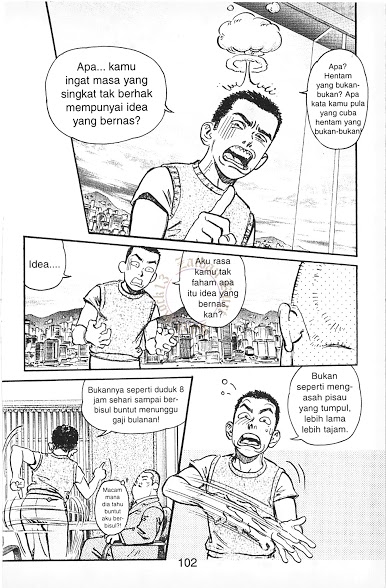 Apa... kamu
ingat masa yang
singkat tak berhak
mempunyai idea
yang bernas?
Apa?
Hentam
yang bukan-
bukan? Apa
kata kamu pula
yang cuba
hentam yang
bukan-bukan!
Idea....
Aku rasa
kamu tak
faham apa
itu idea yang
bernas,
kan?
Bukannya seperti duduk 8
jam sehari sampai ber-
bisul buntut menunggu
gaji bulanan!
Macam
mana
dia tahu
buntut
aku ber-
bisul?!
Bukan
seperti meng-
asah pisau
yang tumpul,
lebih lama
lebih tajam.
102